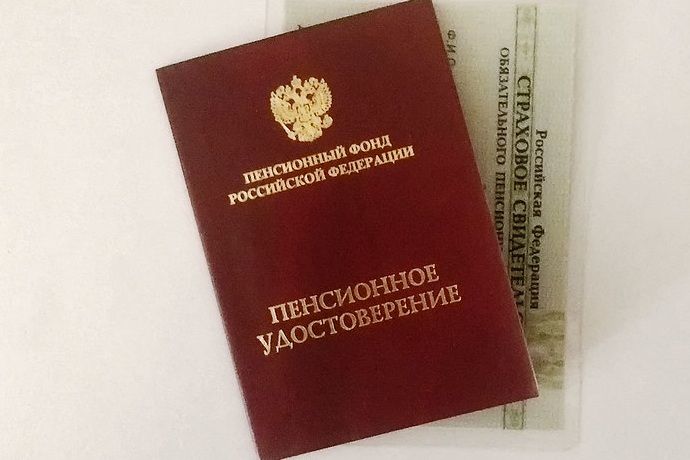 ПЕНСИОННЫЙ ФОНД
РОССИЙСКОЙ ФЕДЕРАЦИИ
ПЕНСИОННОЕ
УДОСТОВЕРЕНИЕ
Российская Федерация
СТРАХОВОЕ
ОБЯЗАТЕЛЬНОГО
Ф.И.О.